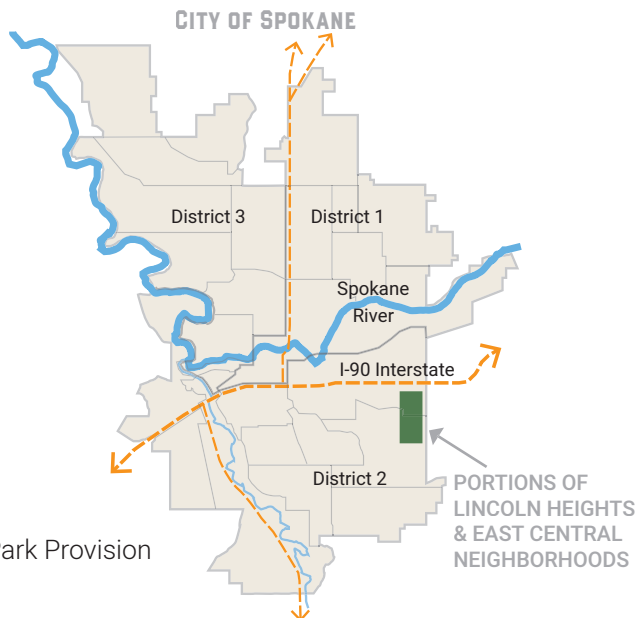 CITY OF SPOKANE
District 3
District 1
Spokane
River
I-90 Interstate
District 2
PORTIONS OF
LINCOLN HEIGHTS
& EAST CENTRAL
NEIGHBORHOODS
Park Provision